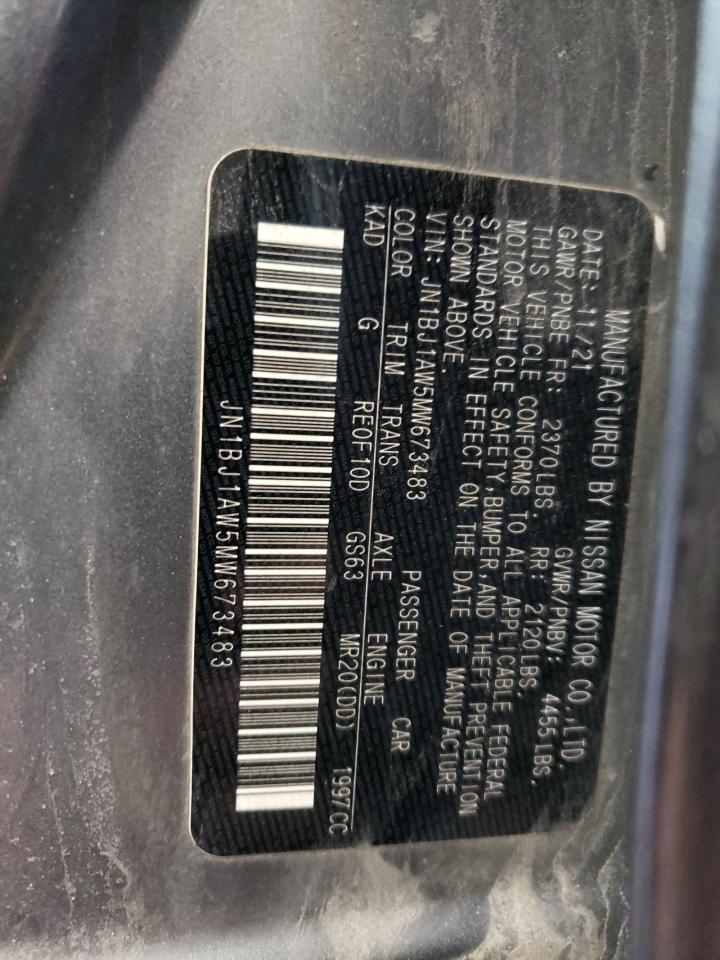 MANUFACTURED BY NISSAN MOTOR CO.,LTD.
DATE: 11/21 GVWR/PNBV: 4455LBS.
GAWR/PNBE FR: 2370LBS. RR: 2120LBS.
THIS VEHICLE CONFORMS TO ALL APPLICABLE FEDERAL
MOTOR VEHICLE SAFETY,BUMPER,AND THEFT PREVENTION
STANDARDS IN EFFECT ON THE DATE OF MANUFACTURE
SHOWN ABOVE.
VIN: JN1BJ1AW5MW673483 PASSENGER CAR
COLOR TRIM TRANS AXLE ENGINE
KAD G RE0F10D GS63 MR20(DD) 1997CC
JN1BJ1AW5MW673483